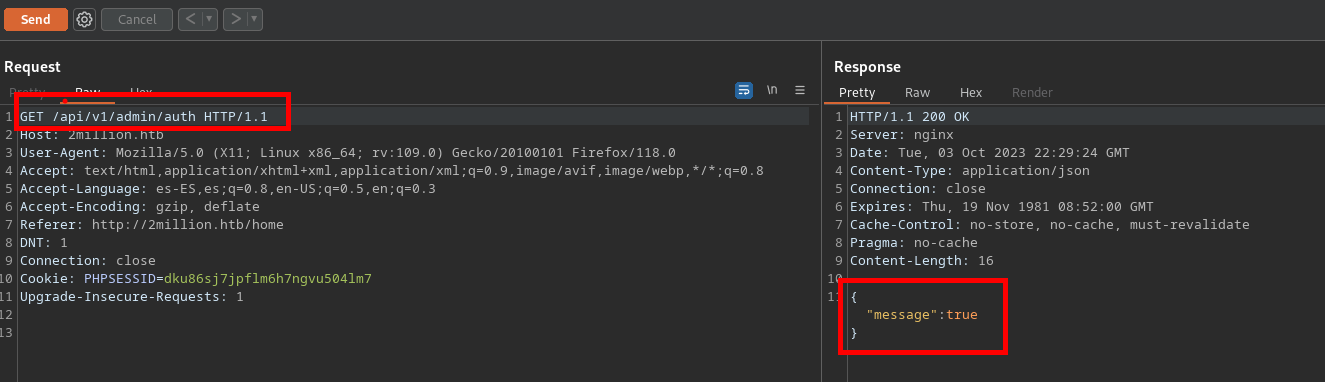 Send
Cancel
Request
Pretty Raw Hex
\n
1 GET /api/v1/admin/auth HTTP/1.1
2 Host: 2million.htb
3 User-Agent: Mozilla/5.0 (X11; Linux x86_64; rv:109.0) Gecko/20100101 Firefox/118.0
4 Accept: text/html,application/xhtml+xml,application/xml;q=0.9,image/avif,image/webp,*/*;q=0.8
5 Accept-Language: es-ES,es;q=0.8,en-US;q=0.5,en;q=0.3
6 Accept-Encoding: gzip, deflate
7 Referer: http://2million.htb/home
8 DNT: 1
9 Connection: close
10 Cookie: PHPSESSID=dku86sj7jpflm6h7ngvu504lm7
11 Upgrade-Insecure-Requests: 1
12
13
Response
Pretty Raw Hex Render
1 HTTP/1.1 200 OK
2 Server: nginx
3 Date: Tue, 03 Oct 2023 22:29:24 GMT
4 Content-Type: application/json
5 Connection: close
6 Expires: Thu, 19 Nov 1981 08:52:00 GMT
7 Cache-Control: no-store, no-cache, must-revalidate
8 Pragma: no-cache
9 Content-Length: 16
10
11 {
"message":true
}